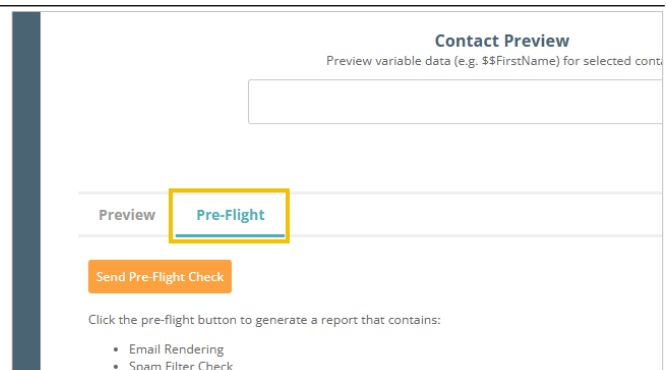 Contact Preview
Preview variable data (e.g. $$FirstName) for selected
Preview Pre-Flight
Send Pre-Flight Check
Click the pre-flight button to generate a report that contains:
• Email Rendering
• Spam Filter Check